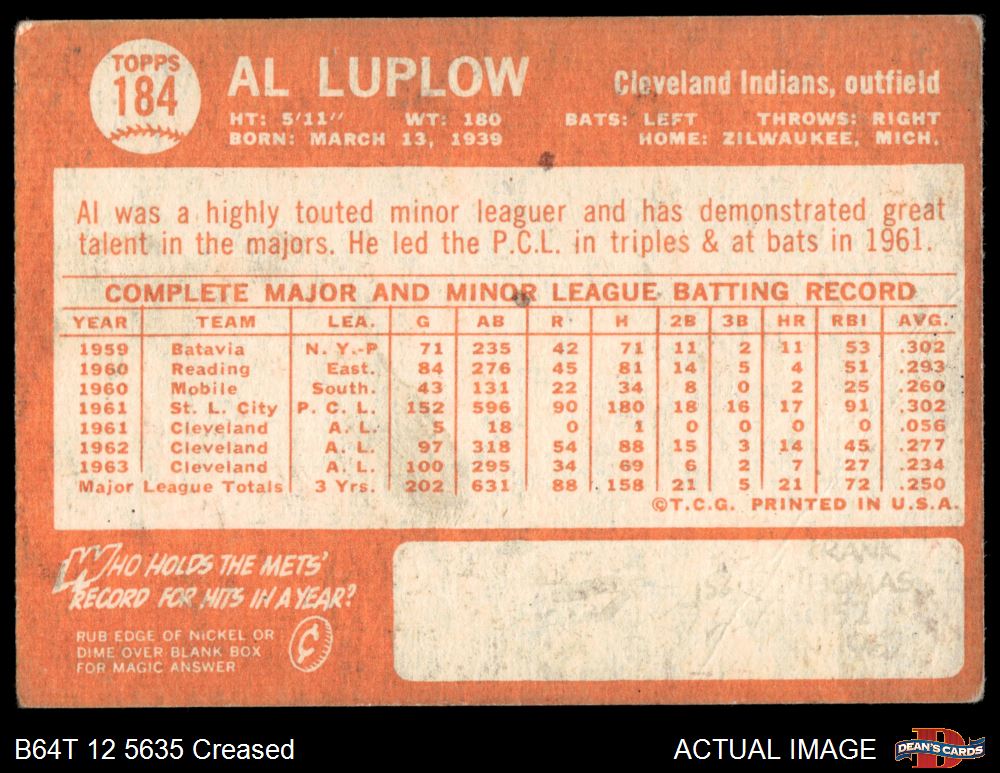 TOPPS
184
AL LUPLOW
Cleveland Indians, outfield
HT: 5'11" WT: 180 BATS: LEFT THROWS: RIGHT
BORN: MARCH 13, 1939 HOME: ZILWAUKEE, MICH.
Al was a highly touted minor leaguer and has demonstrated great
talent in the majors. He led the P.C.L. in triples & at bats in 1961.
COMPLETE MAJOR AND MINOR LEAGUE BATTING RECORD
YEAR TEAM LEA. G AB R H 2B 3B HR RBI AVG.
1959 Batavia N. Y.-P 71 235 42 71 11 2 11 53 .302
1960 Reading East. 84 276 45 81 14 5 4 51 .293
1960 Mobile South. 43 131 22 34 8 0 2 25 .260
1961 St. L. City P. C. L. 152 596 90 180 18 16 17 91 .302
1961 Cleveland A. L. 5 18 0 1 0 0 0 0 .056
1962 Cleveland A. L. 97 318 54 88 15 3 14 45 .277
1963 Cleveland A. L. 100 295 34 69 6 2 7 27 .234
Major League Totals 3 Yrs. 202 631 88 158 21 5 21 72 .250
©T.C.G. PRINTED IN U.S.A.
WHO HOLDS THE METS'
RECORD FOR HITS IN A YEAR?
RUB EDGE OF NICKEL OR
DIME OVER BLANK BOX
FOR MAGIC ANSWER
¢
FRANK
THOMAS
B64T 12 5635 Creased
ACTUAL IMAGE
D
DEAN'S CARDS